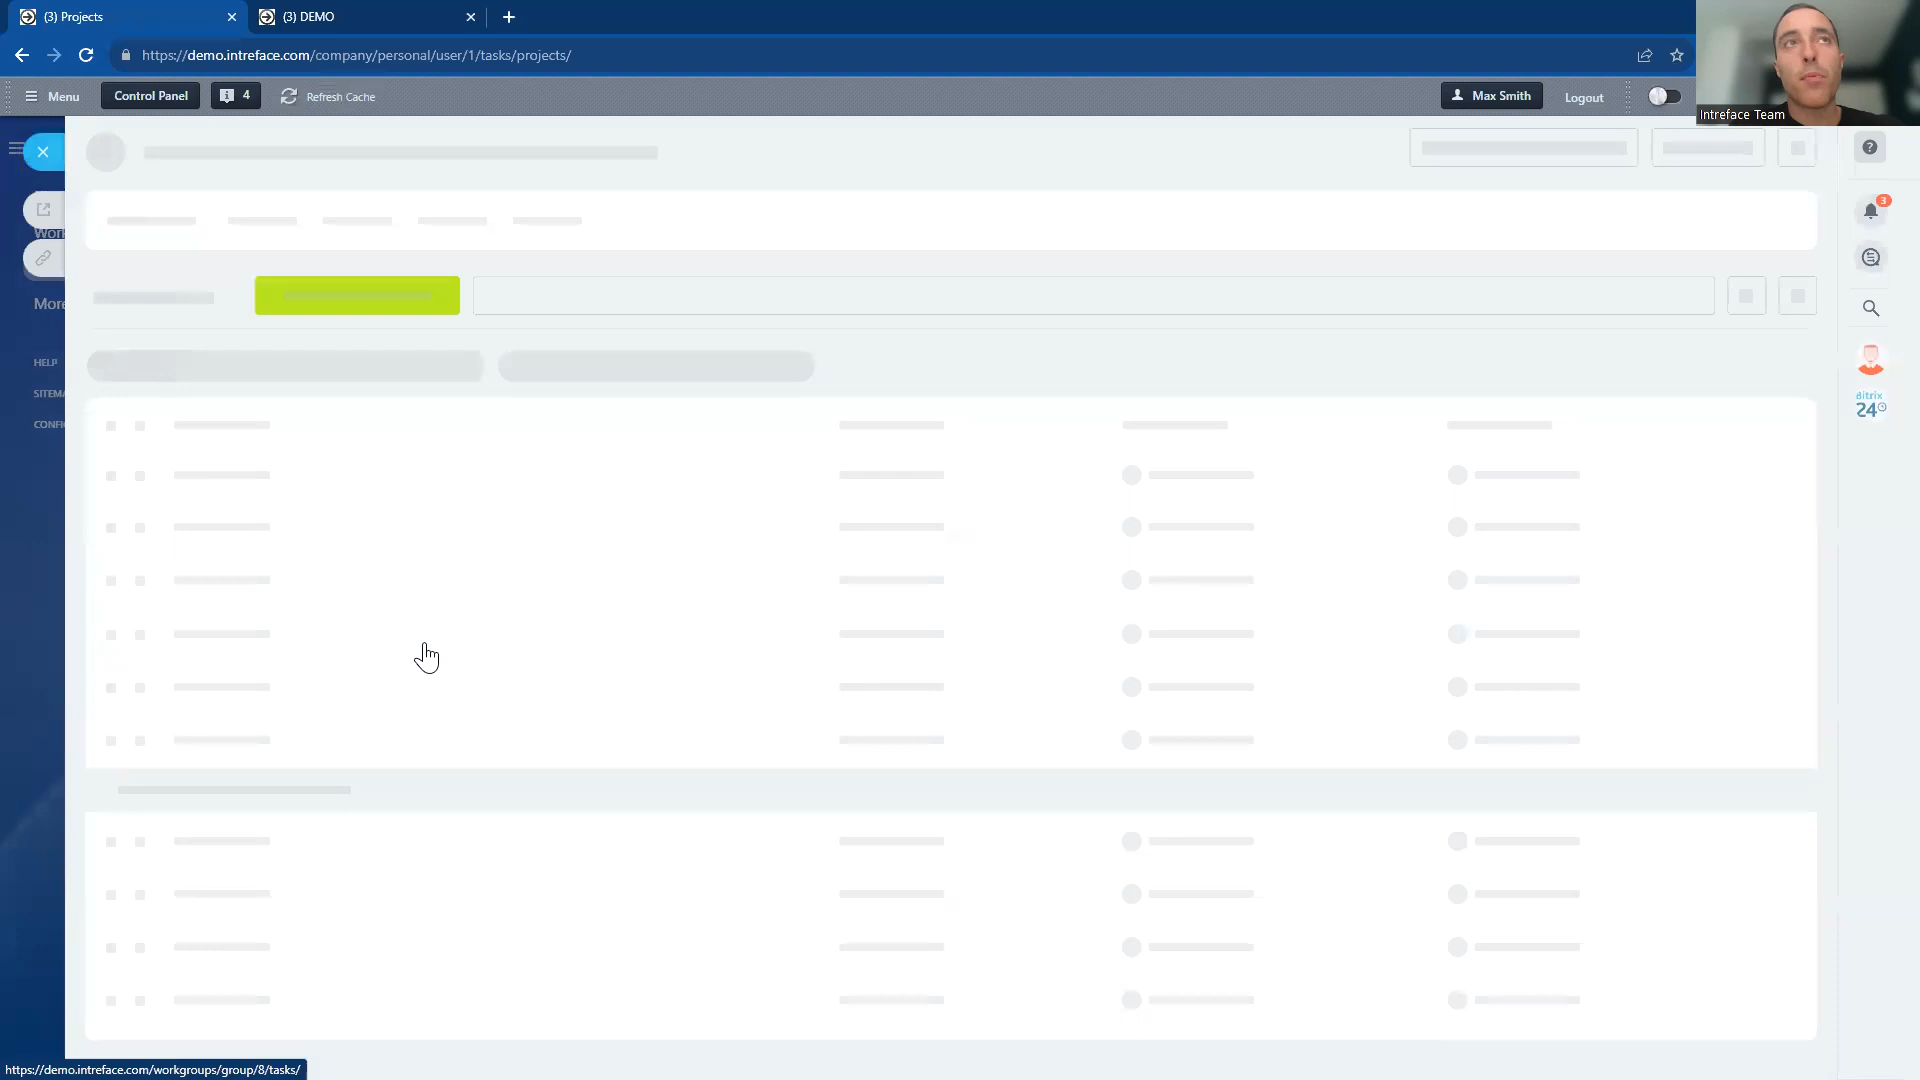 (3) Projects
(3) DEMO
https://demo.intreface.com/company/personal/user/1/tasks/projects/
Menu
Control Panel
4
Refresh Cache
Max Smith
Logout
Intreface Team
3
Work
More
HELP
SITEMA
CONFI
Bitrix
24
https://demo.intreface.com/workgroups/group/8/tasks/